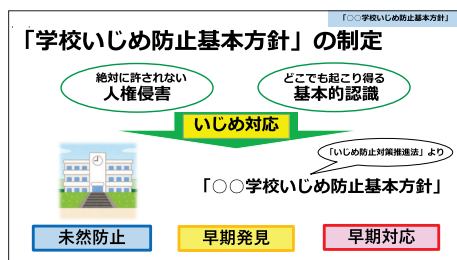 「○○学校いじめ防止基本方針」
「学校いじめ防止基本方針」の制定
絶対に許されない
人権侵害
どこでも起こり得る
基本的認識
いじめ対応
「いじめ防止対策推進法」より
「○○学校いじめ防止基本方針」
未然防止
早期発見
早期対応